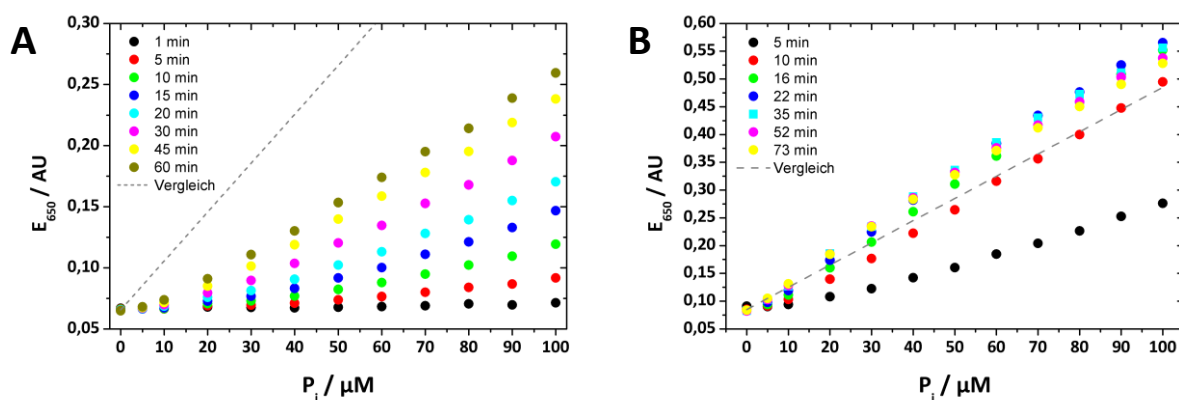 A
0,30
0,25
0,20
0,15
0,10
0,05
E650 / AU
1 min
5 min
10 min
15 min
20 min
30 min
45 min
60 min
Vergleich
0 10 20 30 40 50 60 70 80 90 100
Pi / µM
B
0,60
0,55
0,50
0,45
0,40
0,35
0,30
0,25
0,20
0,15
0,10
0,05
0,00
E650 / AU
5 min
10 min
16 min
22 min
35 min
52 min
73 min
Vergleich
0 10 20 30 40 50 60 70 80 90 100
Pi / µM